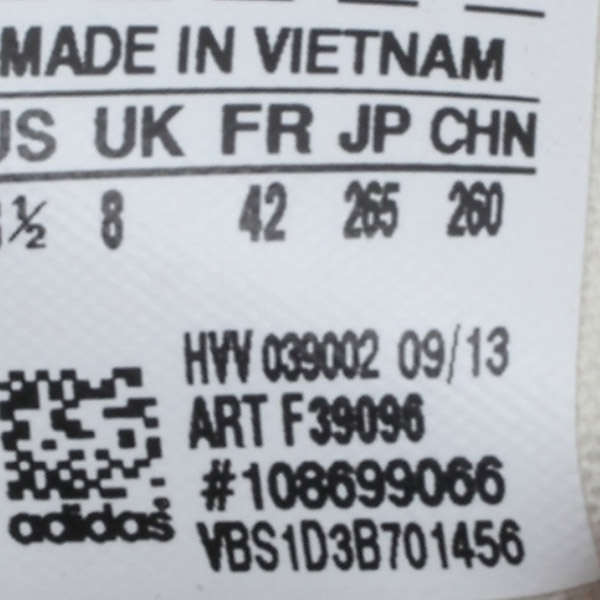 MADE IN VIETNAM
US UK FR JP CHN
½ 8 42 265 260
HVV 039002 09/13
ART F39096
#108699066
adidas
VBS1D3B701456